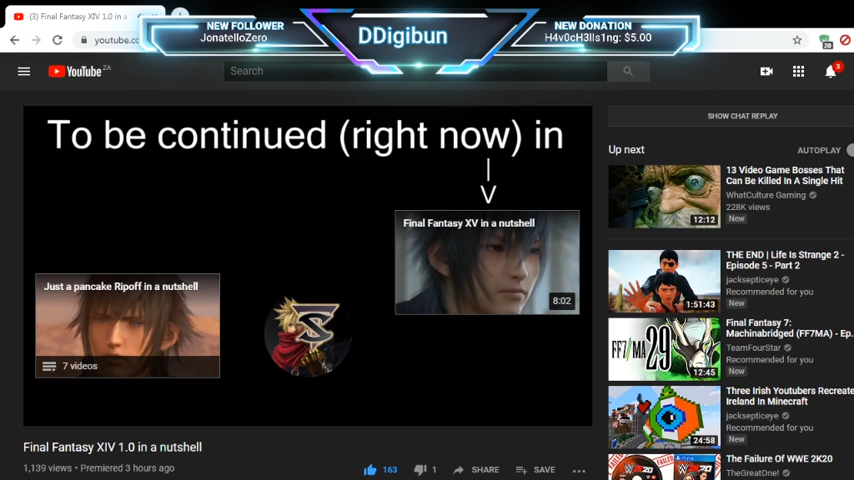 (3) Final Fantasy XIV 1.0 in a
NEW FOLLOWER
JonatelloZero
DDigibun
NEW DONATION
H4v0cH3lls1ng: $5.00
youtube.co
20
YouTube ZA
Search
3
To be continued (right now) in
Final Fantasy XV in a nutshell
8:02
Just a pancake Ripoff in a nutshell
7 videos
S
Final Fantasy XIV 1.0 in a nutshell
1,139 views • Premiered 3 hours ago
163
1
SHARE
SAVE
SHOW CHAT REPLAY
Up next
AUTOPLAY
12:12
13 Video Game Bosses That
Can Be Killed In A Single Hit
WhatCulture Gaming
228K views
New
1:51:43
THE END | Life Is Strange 2 -
Episode 5 - Part 2
jacksepticeye
Recommended for you
New
FF7/MA 29
12:45
Final Fantasy 7:
Machinabridged (FF7MA) - Ep.
TeamFourStar
Recommended for you
New
24:58
Three Irish Youtubers Recreate
Ireland In Minecraft
jacksepticeye
Recommended for you
New
The Failure Of WWE 2K20
TheGreatOne!